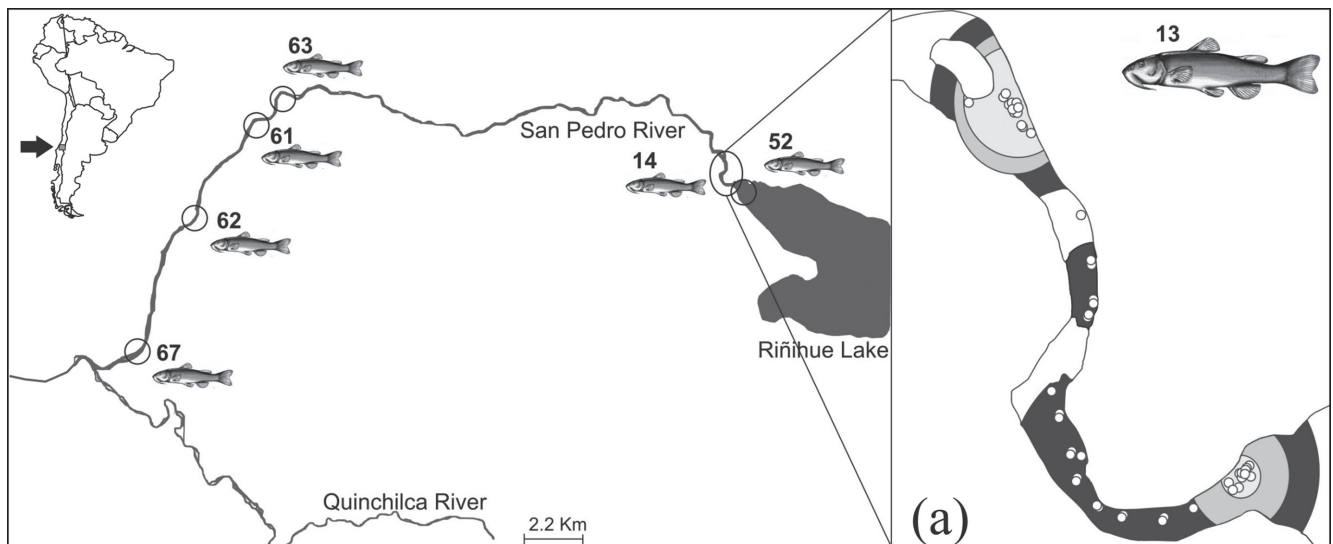 63
13
San Pedro River
61
14
52
62
Riñihue Lake
67
Quinchilca River
2.2 Km
(a)